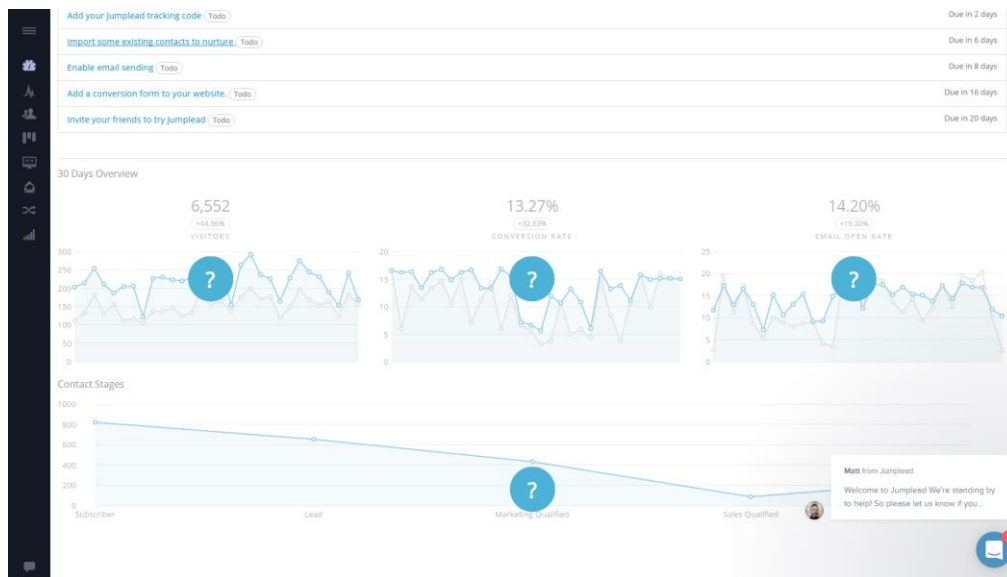 Add your Jumplead tracking code Todo Due in 2 days
Import some existing contacts to nurture Todo Due in 6 days
Enable email sending Todo Due in 8 days
Add a conversion form to your website. Todo Due in 16 days
Invite your friends to try Jumplead Todo Due in 20 days
30 Days Overview
6,552 13.27% 14.20%
+44.96% +32.83% +19.20%
VISITORS CONVERSION RATE EMAIL OPEN RATE
300 20 25
250 20
? ? ?
200 15
150 10 15
100 10
50 5 5
0 0 0
Contact Stages
1000
800
600
400
200
0
?
Subscriber Lead Marketing Qualified Sales Qualified
Matt from Jumplead
Welcome to Jumplead We're standing by
to help! So please let us know if you...